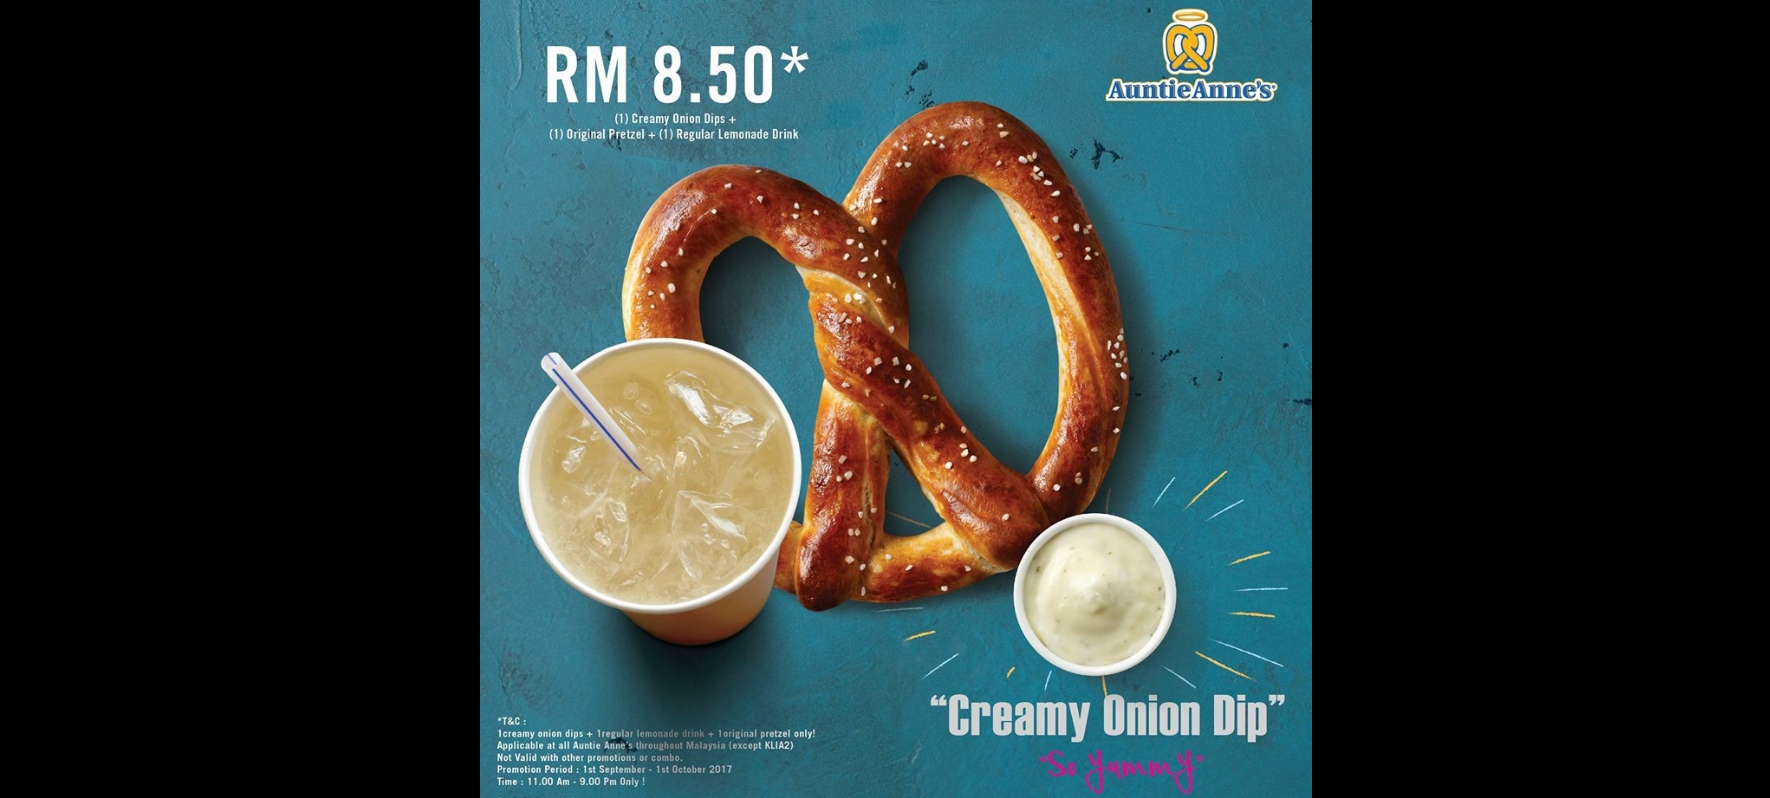 RM 8.50*
(1) Creamy Onion Dips +
(1) Original Pretzel + (1) Regular Lemonade Drink
AuntieAnne's
"Creamy Onion Dip"
"So Yummy"
*T&C :
1creamy onion dips + 1regular lemonade drink + 1original pretzel only!
Applicable at all Auntie Anne's throughout Malaysia (except KLIA2)
Not Valid with other promotions or combo.
Promotion Period : 1st September - 1st October 2017
Time : 11.00 Am - 9.00 Pm Only !